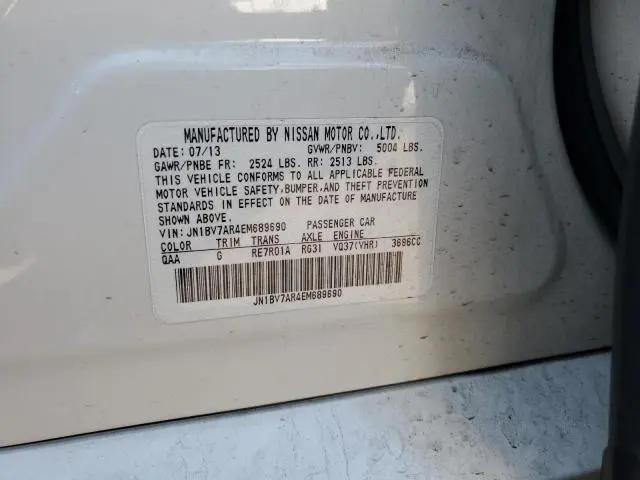 MANUFACTURED BY NISSAN MOTOR CO.,LTD.
DATE: 07/13 GVWR/PNBV: 5004 LBS.
GAWR/PNBE FR: 2524 LBS. RR: 2513 LBS.
THIS VEHICLE CONFORMS TO ALL APPLICABLE FEDERAL
MOTOR VEHICLE SAFETY,BUMPER,AND THEFT PREVENTION
STANDARDS IN EFFECT ON THE DATE OF MANUFACTURE
SHOWN ABOVE.
VIN: JN1BV7AR4EM689690 PASSENGER CAR
COLOR TRIM TRANS AXLE ENGINE
QAA G RE7R01A RG31 VQ37(VHR) 3696CC
JN1BV7AR4EM689690